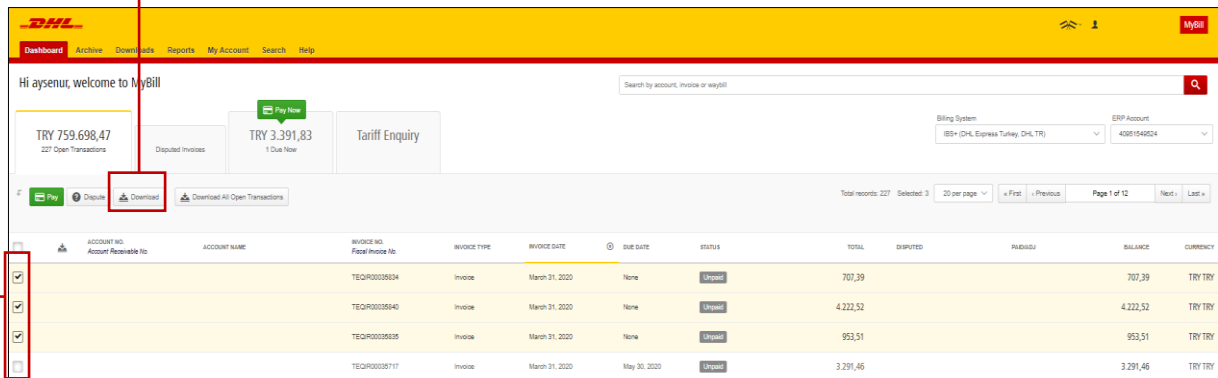 DHL
MyBill
Dashboard Archive Downloads Reports My Account Search Help
Hi aysenur, welcome to MyBill
Search by account, invoice or waybill
Pay Now
TRY 759.698,47
227 Open Transactions
Disputed Invoices
TRY 3.391,83
1 Due Now
Tariff Enquiry
Billing System
IBS+ (DHL Express Turkey, DHL TR)
ERP Account
40951549524
Pay Dispute Download Download All Open Transactions
Total records: 227 Selected: 3 20 per page « First ‹ Previous Page 1 of 12 Next › Last »
ACCOUNT NO. ACCOUNT NAME INVOICE NO. INVOICE TYPE INVOICE DATE DUE DATE STATUS TOTAL DISPUTED PAID/ADJ BALANCE CURRENCY
Account Receivable No Fiscal Invoice No.
TEQIR00035834 Invoice March 31, 2020 None Unpaid 707,39 707,39 TRY TRY
TEQIR00035840 Invoice March 31, 2020 None Unpaid 4.222,52 4.222,52 TRY TRY
TEQIR00035835 Invoice March 31, 2020 None Unpaid 953,51 953,51 TRY TRY
TEQIR00035717 Invoice March 31, 2020 May 30, 2020 Unpaid 3.291,46 3.291,46 TRY TRY